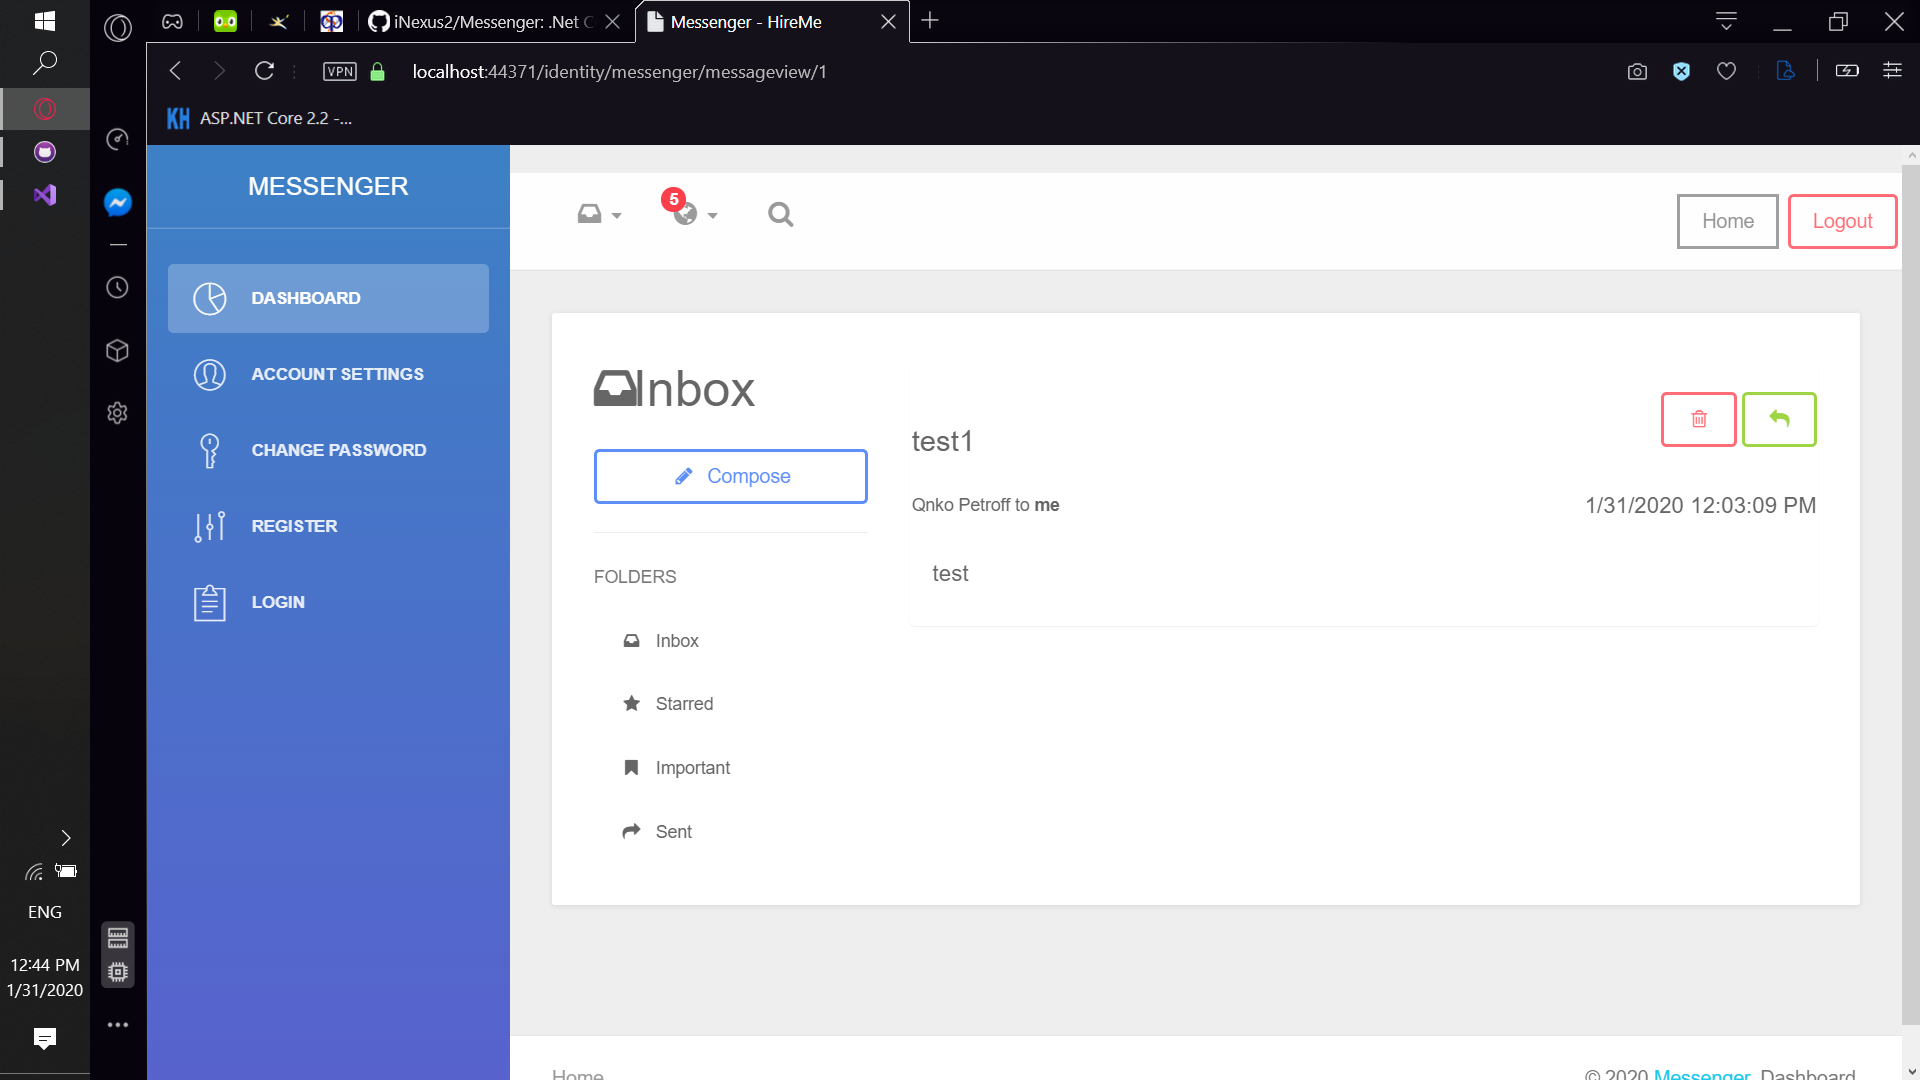 iNexus2/Messenger: .Net C
Messenger - HireMe
VPN
localhost:44371/identity/messenger/messageview/1
KH ASP.NET Core 2.2 -...
MESSENGER
DASHBOARD
ACCOUNT SETTINGS
CHANGE PASSWORD
REGISTER
LOGIN
5
Home
Logout
Inbox
Compose
FOLDERS
Inbox
Starred
Important
Sent
test1
Qnko Petroff to me
1/31/2020 12:03:09 PM
test
Home
© 2020 Messenger, Dashboard
ENG
12:44 PM
1/31/2020